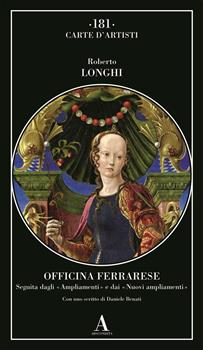 ·181·
CARTE D'ARTISTI
Roberto
LONGHI
OFFICINA FERRARESE
Seguita dagli «Ampliamenti» e dai «Nuovi ampliamenti»
Con uno scritto di Daniele Benati
A
ABSCONDITA